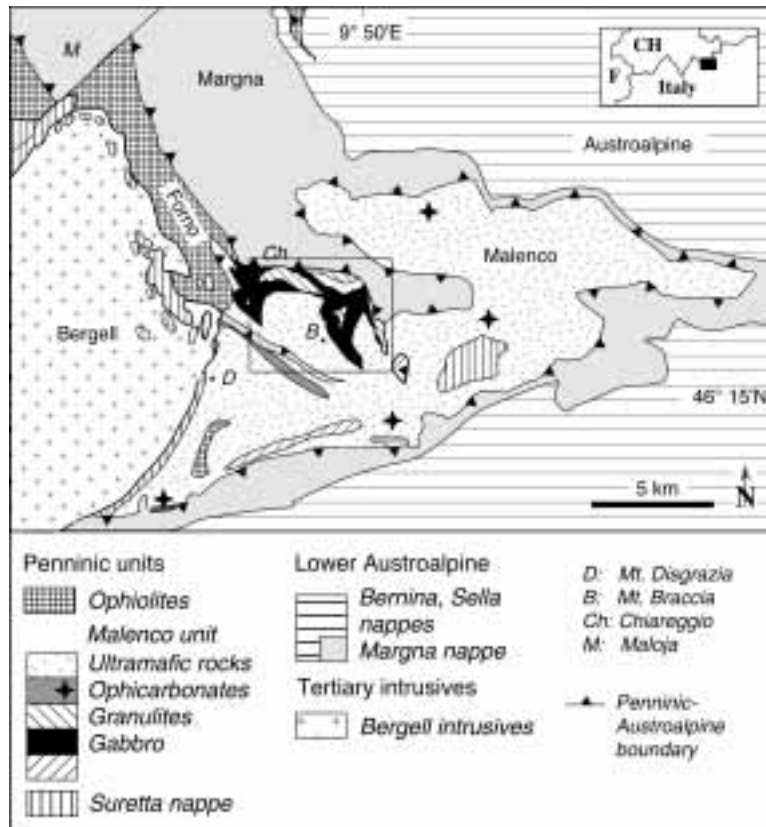 9° 50'E
CH
F
Italy
M
Margna
Austroalpine
Forno
Ch
Malenco
Bergell
B
D
46° 15'N
5 km
N
Penninic units
Ophiolites
Malenco unit
Ultramafic rocks
Ophicarbonates
Granulites
Gabbro
Suretta nappe
Lower Austroalpine
Bernina, Sella
nappes
Margna nappe
Tertiary intrusives
Bergell intrusives
D: Mt. Disgrazia
B: Mt. Braccia
Ch: Chiareggio
M: Maloja
Penninic-
Austroalpine
boundary